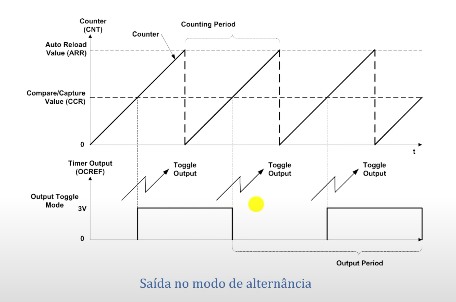 Counter
(CNT)
Counting Period
Counter
Auto Reload
Value (ARR)
Compare/Capture
Value (CCR)
0
t
Timer Output
(OCREF)
Toggle
Output
Toggle
Output
Toggle
Output
Output Toggle
Mode
3V
0
Output Period
Saída no modo de alternância